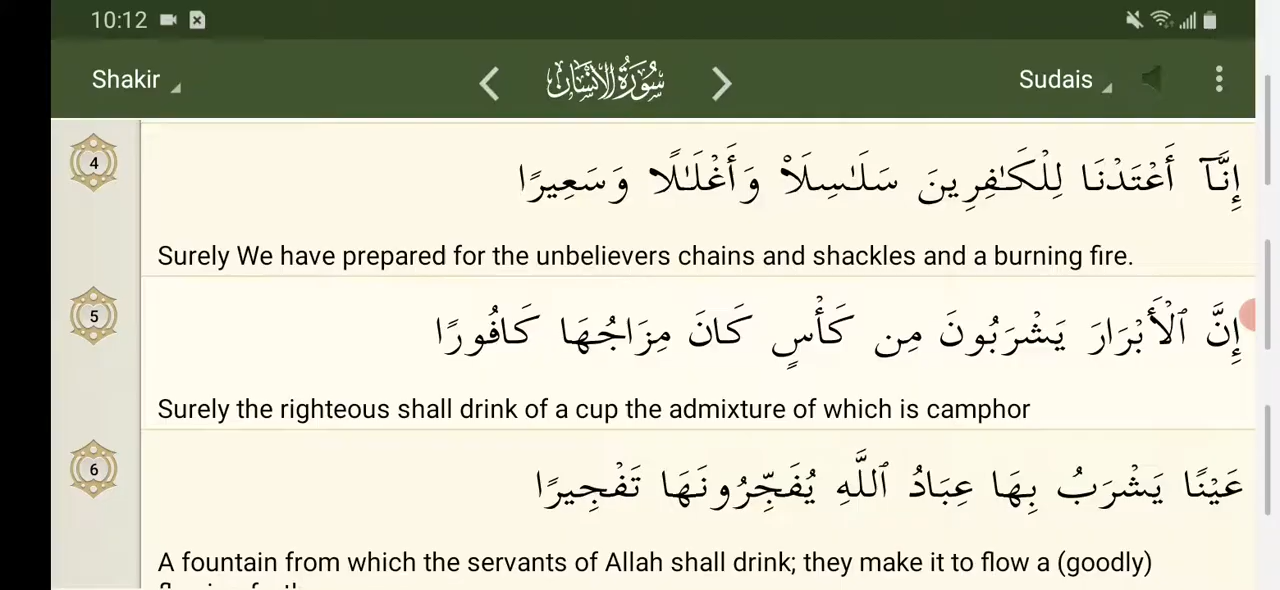 10:12
Shakir
سُورَةُ الإِنْسَان
Sudais
4
إِنَّآ أَعْتَدْنَا لِلْكَـٰفِرِينَ سَلَـٰسِلَا۟ وَأَغْلَـٰلًا وَسَعِيرًا
Surely We have prepared for the unbelievers chains and shackles and a burning fire.
5
إِنَّ ٱلْأَبْرَارَ يَشْرَبُونَ مِن كَأْسٍ كَانَ مِزَاجُهَا كَافُورًا
Surely the righteous shall drink of a cup the admixture of which is camphor
6
عَيْنًا يَشْرَبُ بِهَا عِبَادُ ٱللَّهِ يُفَجِّرُونَهَا تَفْجِيرًا
A fountain from which the servants of Allah shall drink; they make it to flow a (goodly)